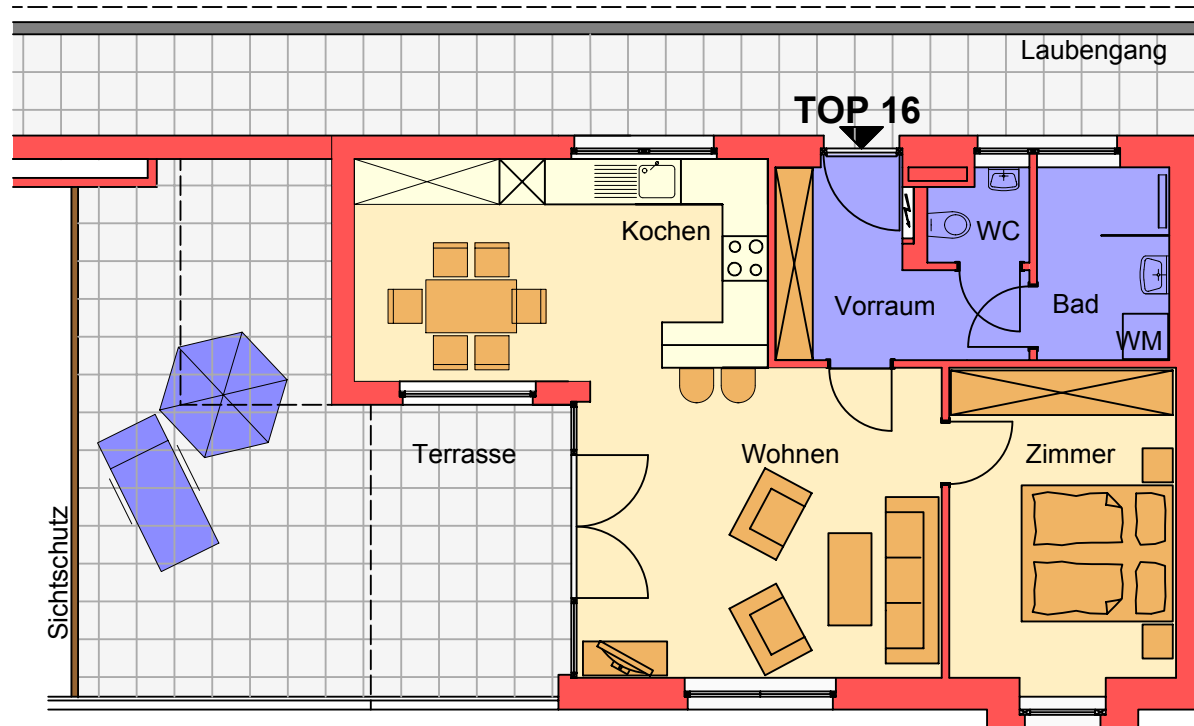 Laubengang
TOP 16
Kochen
WC
Vorraum
Bad
WM
Terrasse
Wohnen
Zimmer
Sichtschutz